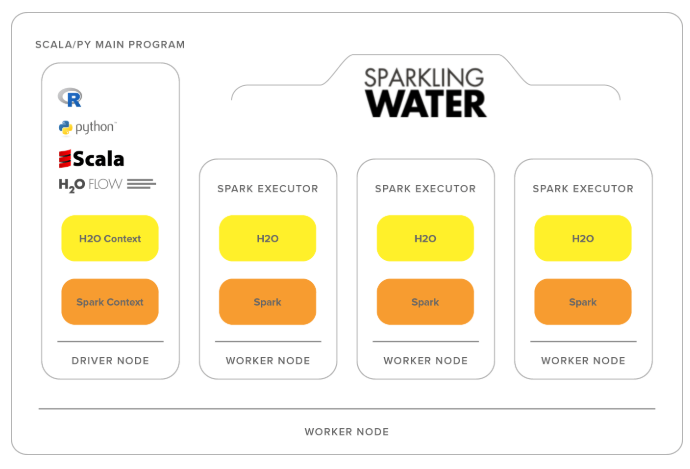 SCALA/PY MAIN PROGRAM
SPARKLING
WATER
R
python
Scala
H2O FLOW
SPARK EXECUTOR
SPARK EXECUTOR
SPARK EXECUTOR
H2O Context
H2O
H2O
H2O
Spark Context
Spark
Spark
Spark
DRIVER NODE
WORKER NODE
WORKER NODE
WORKER NODE
WORKER NODE